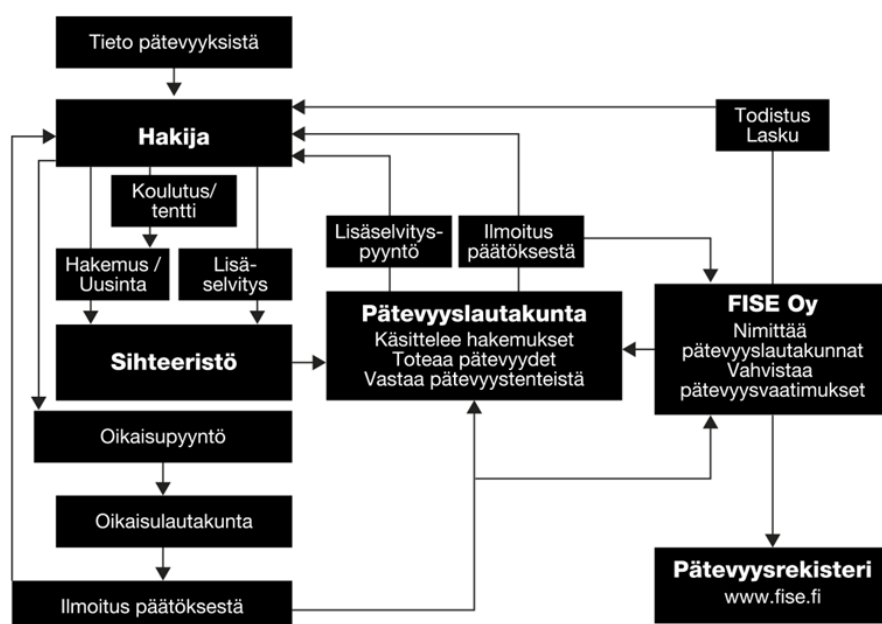 Tieto pätevyyksistä
Hakija
Todistus
Lasku
Koulutus/
tentti
Lisäselvitys-
pyyntö
Ilmoitus
päätöksestä
Hakemus /
Uusinta
Lisä-
selvitys
Pätevyyslautakunta
Käsittelee hakemukset
Toteaa pätevyydet
Vastaa pätevyystenteistä
FISE Oy
Nimittää
pätevyyslautakunnat
Vahvistaa
pätevyysvaatimukset
Sihteeristö
Oikaisupyyntö
Oikaisulautakunta
Ilmoitus päätöksestä
Pätevyysrekisteri
www.fise.fi